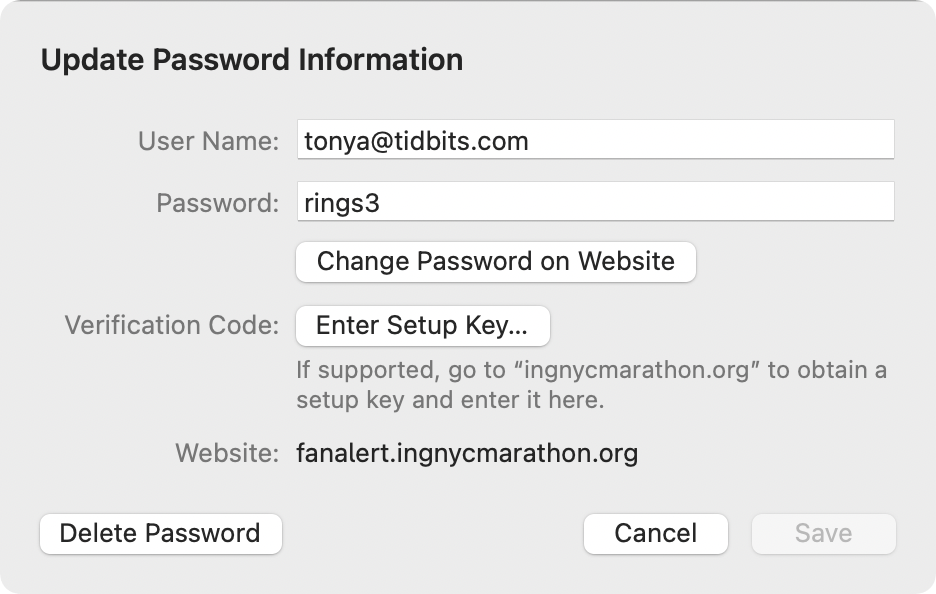 Update Password Information
User Name: tonya@tidbits.com
Password: rings3
Change Password on Website
Verification Code: Enter Setup Key...
If supported, go to “ingnycmarathon.org” to obtain a
setup key and enter it here.
Website: fanalert.ingnycmarathon.org
Delete Password Cancel Save